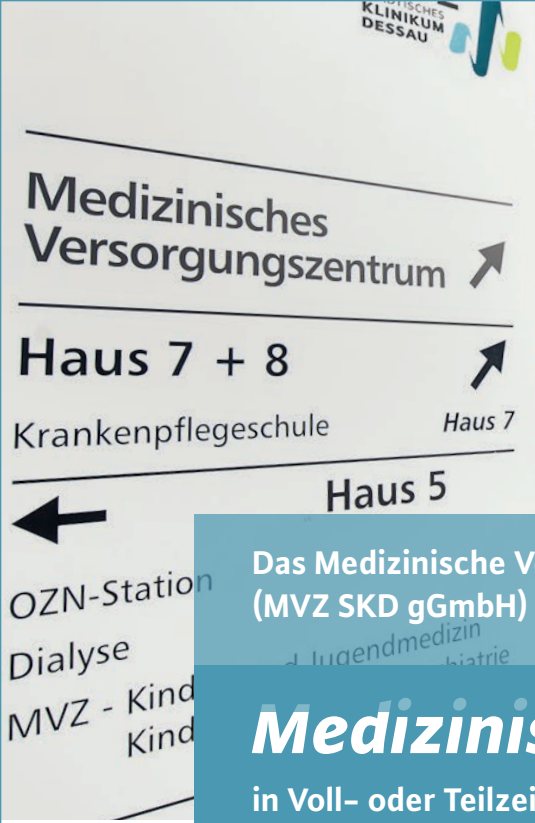 KLINIKUM
DESSAU
Medizinisches
Versorgungszentrum
Haus 7 + 8
Krankenpflegeschule
Haus 7
Haus 5
OZN-Station
Dialyse
MVZ - Kind
Jugendmedizin
Kind
Das Medizinische V
(MVZ SKD gGmbH)
Medizinis
in Voll- oder Teilzei